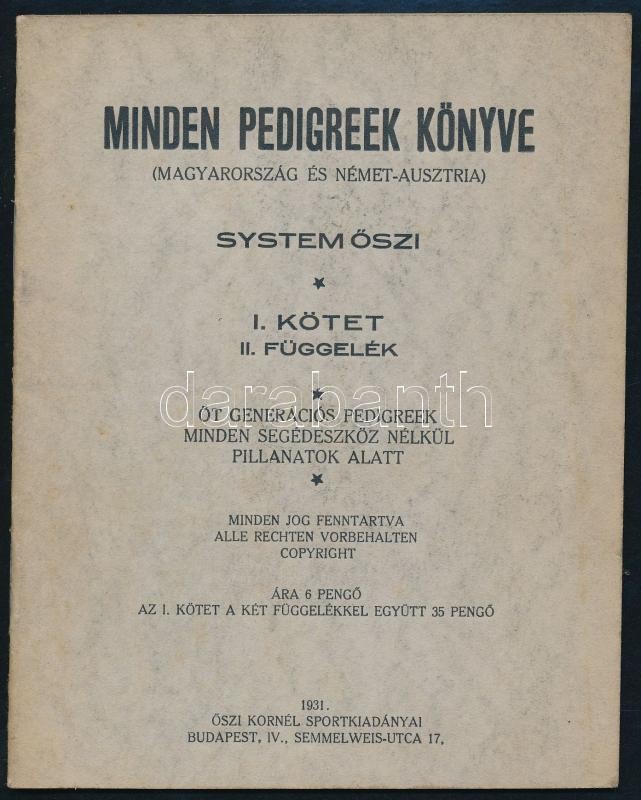 MINDEN PEDIGREEK KÖNYVE
(MAGYARORSZÁG ÉS NÉMET-AUSZTRIA)
SYSTEM ŐSZI
I. KÖTET
II. FÜGGELÉK
darabanth
ÖT GENERÁCIÓS PEDIGREEK
MINDEN SEGÉDESZKÖZ NÉLKÜL
PILLANATOK ALATT
MINDEN JOG FENNTARTVA
ALLE RECHTEN VORBEHALTEN
COPYRIGHT
ÁRA 6 PENGŐ
AZ I. KÖTET A KÉT FÜGGELÉKKEL EGYÜTT 35 PENGŐ
1931.
ŐSZI KORNÉL SPORTKIADÁNYAI
BUDAPEST, IV., SEMMELWEIS-UTCA 17,